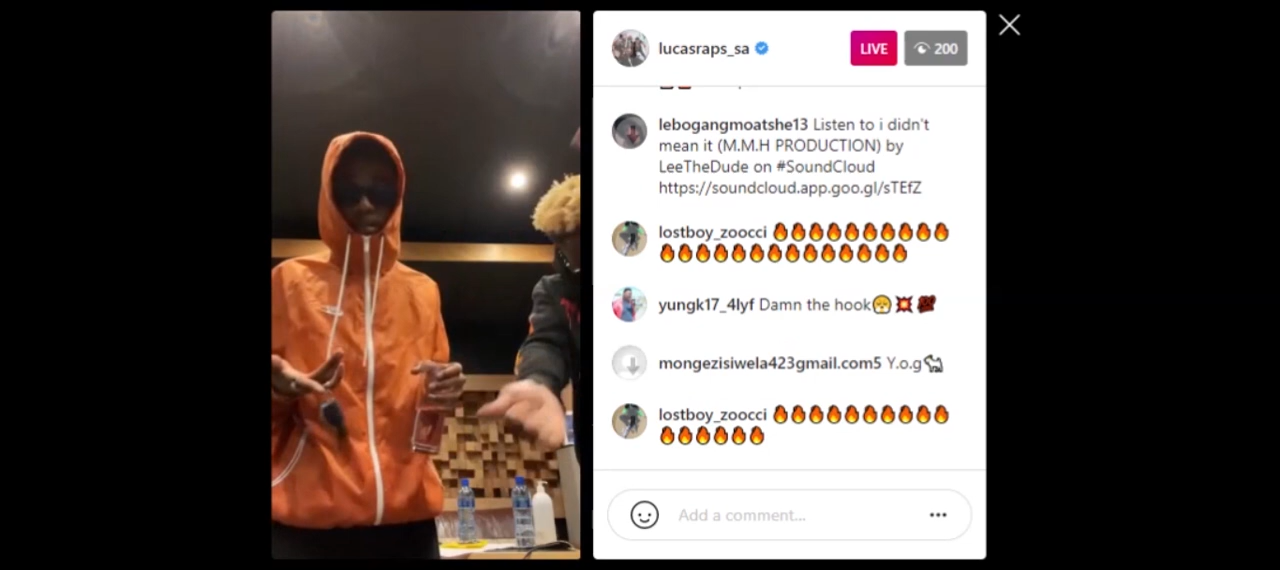 lucasraps_sa
LIVE
200
lebogangmoatshe13 Listen to i didn't
mean it (M.M.H PRODUCTION) by
LeeTheDude on #SoundCloud
https://soundcloud.app.goo.gl/sTEfZ
lostboy_zoocci 🔥🔥🔥🔥🔥🔥🔥🔥🔥🔥
🔥🔥🔥🔥🔥🔥🔥🔥🔥🔥🔥🔥🔥🔥
yungk17_4lyf Damn the hook😤💥💯
mongezisiwela423gmail.com5 Y.o.g🐐
lostboy_zoocci 🔥🔥🔥🔥🔥🔥🔥🔥🔥🔥
🔥🔥🔥🔥🔥🔥
Add a comment...